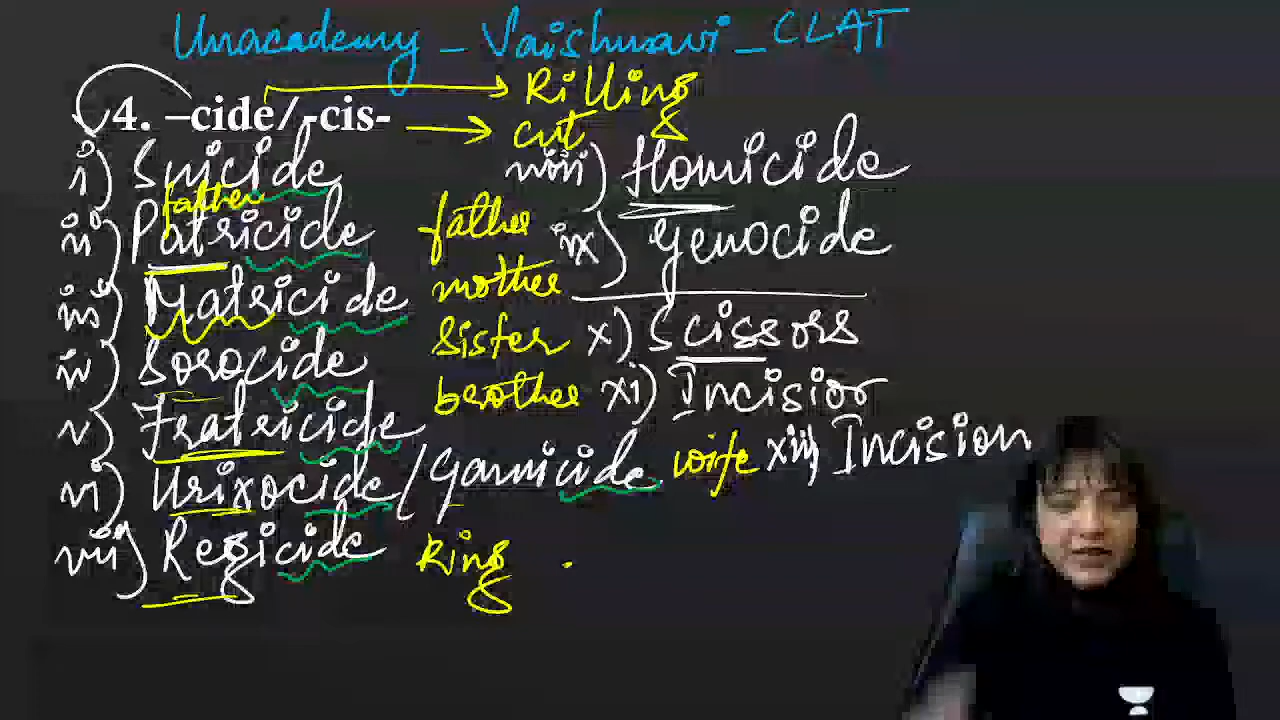 Unacademy - Vaishnavi - CLAT
4. –cide/ -cis- → Killing
→ cut
i) Suicide
father
ii) Patricide father
iii) Matricide mother
iv) Sorocide sister
v) Fratricide brother
vi) Urixocide / Gamicide wife
vii) Regicide King
viii) Homicide
ix) Genocide
x) Scissors
xi) Incisior
xii) Incision